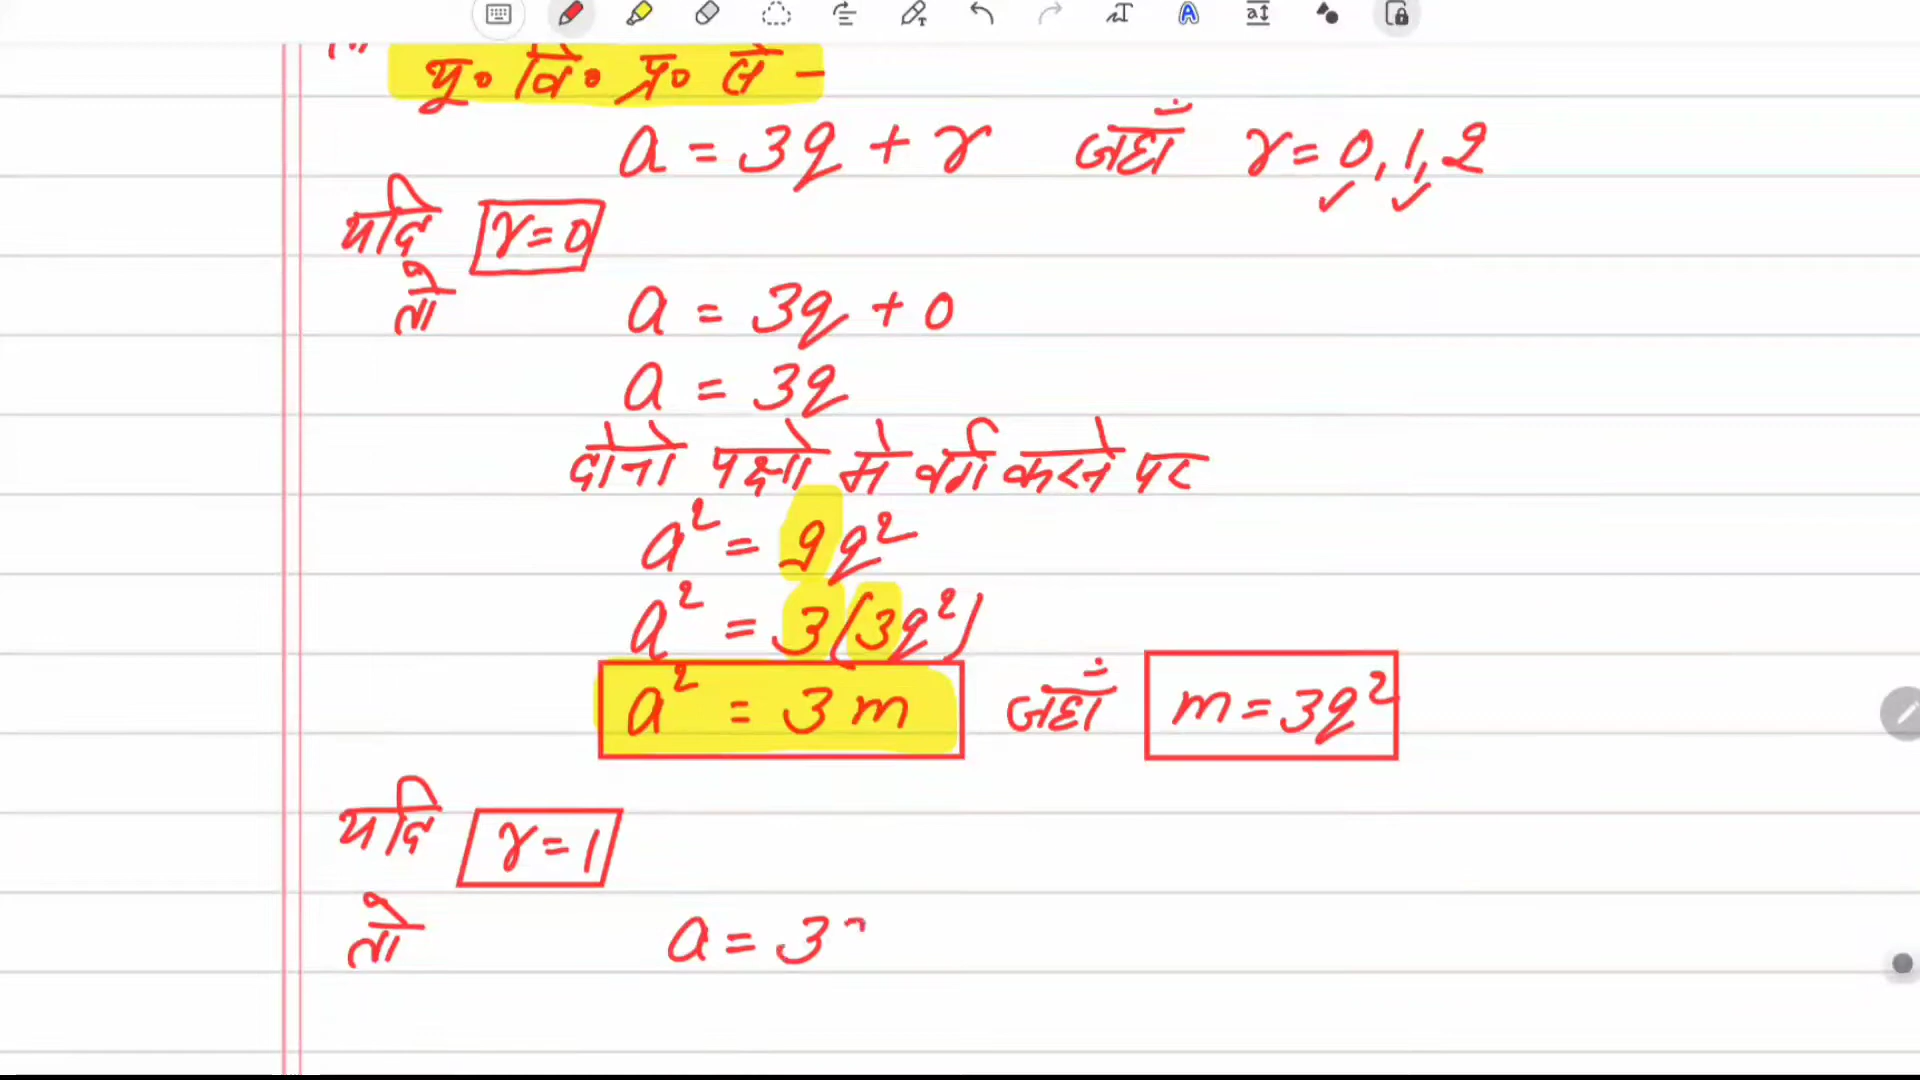 यु० वि० प्र० से -
a = 3q + r जहाँ r = 0, 1, 2
यदि r = 0
तो a = 3q + 0
a = 3q
दोनो पक्षो मे वर्ग करने पर
a² = 9q²
a² = 3(3q²)
a² = 3m जहाँ m = 3q²
यदि r = 1
तो a = 3